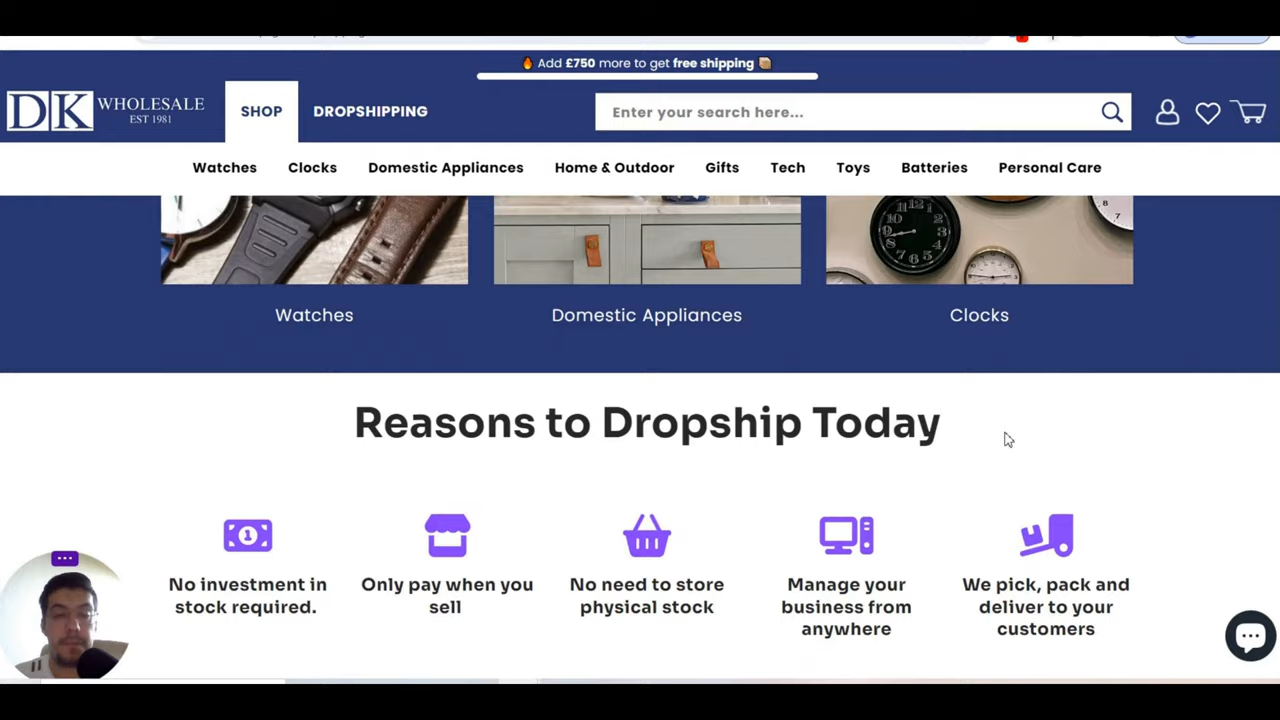 Add £750 more to get free shipping
DK WHOLESALE
EST 1981
SHOP
DROPSHIPPING
Enter your search here...
Watches
Clocks
Domestic Appliances
Home & Outdoor
Gifts
Tech
Toys
Batteries
Personal Care
Watches
Domestic Appliances
Clocks
Reasons to Dropship Today
No investment in
stock required.
Only pay when you
sell
No need to store
physical stock
Manage your
business from
anywhere
We pick, pack and
deliver to your
customers